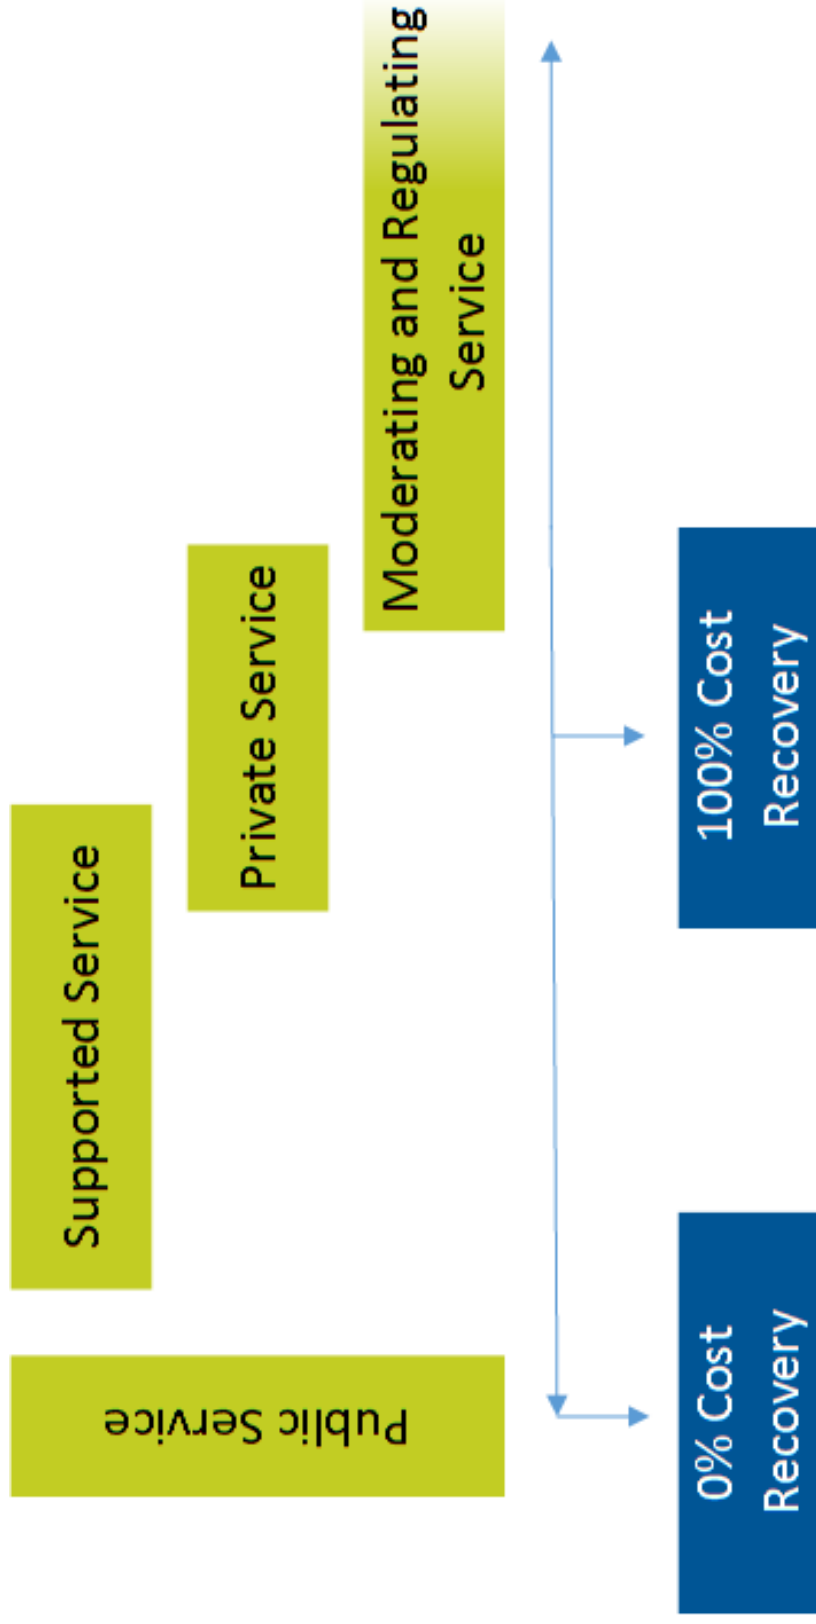 Public Service
Supported Service
Private Service
Moderating and Regulating
Service
0% Cost
Recovery
100% Cost
Recovery